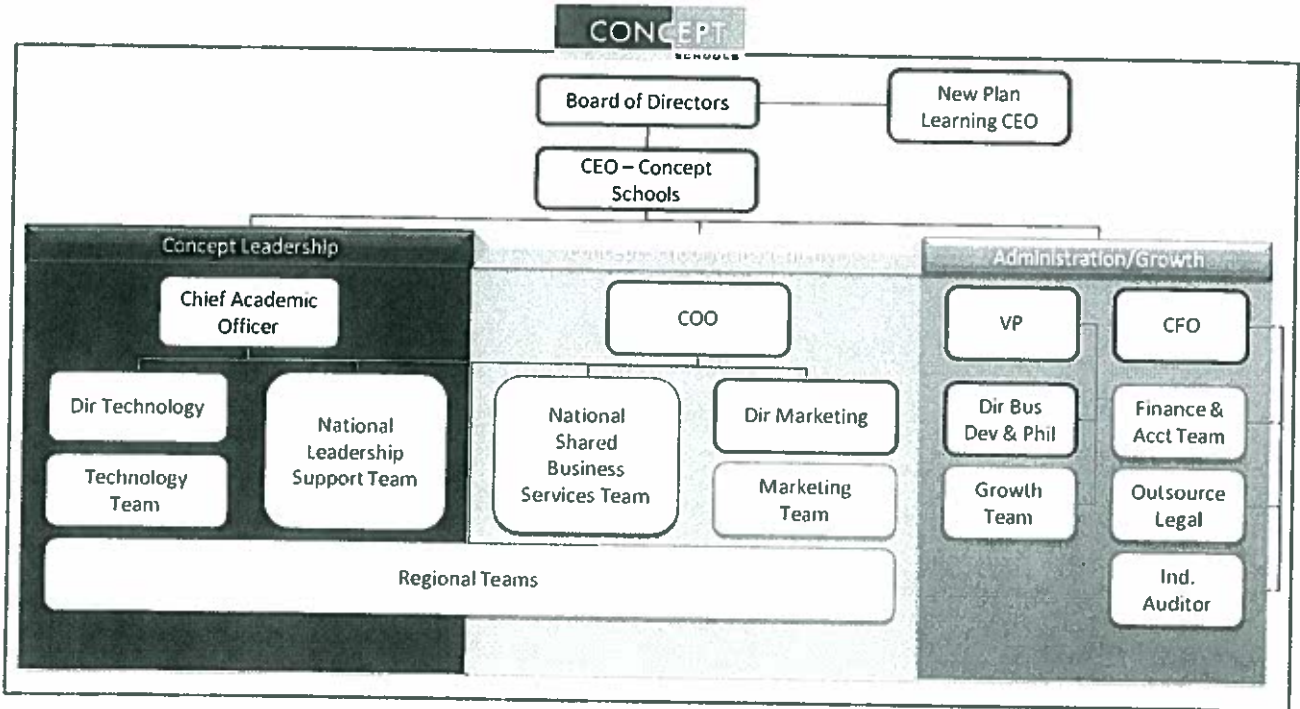 CONCEPT
SCHOOLS
Board of Directors
New Plan
Learning CEO
CEO – Concept
Schools
Concept Leadership
Administration/Growth
Chief Academic
Officer
COO
VP
CFO
Dir Technology
National
Leadership
Support Team
National
Shared
Business
Services Team
Dir Marketing
Dir Bus
Dev & Phil
Finance &
Acct Team
Technology
Team
Marketing
Team
Growth
Team
Outsource
Legal
Regional Teams
Ind.
Auditor